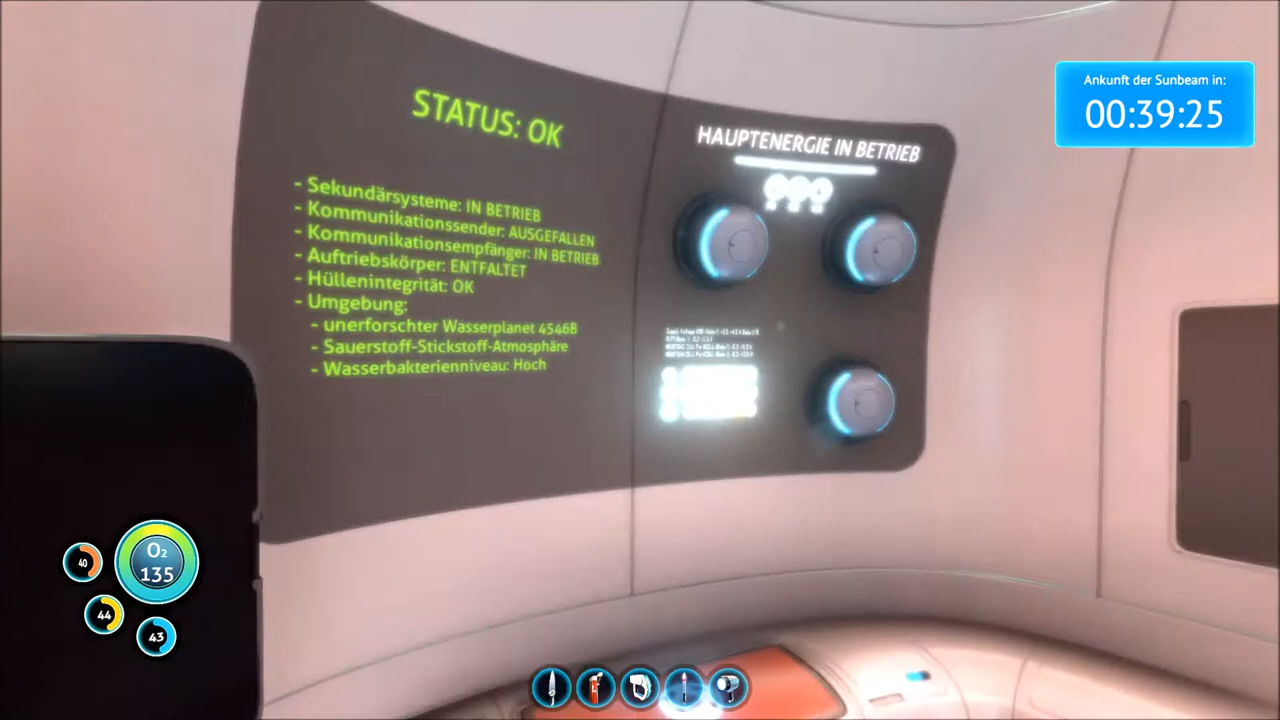 STATUS: OK
- Sekundärsysteme: IN BETRIEB
- Kommunikationssender: AUSGEFALLEN
- Kommunikationsempfänger: IN BETRIEB
- Auftriebskörper: ENTFALTET
- Hüllenintegrität: OK
- Umgebung:
- unerforschter Wasserplanet 4546B
- Sauerstoff-Stickstoff-Atmosphäre
- Wasserbakterienniveau: Hoch
HAUPTENERGIE IN BETRIEB
Ankunft der Sunbeam in:
00:39:25
40
O₂
135
44
43